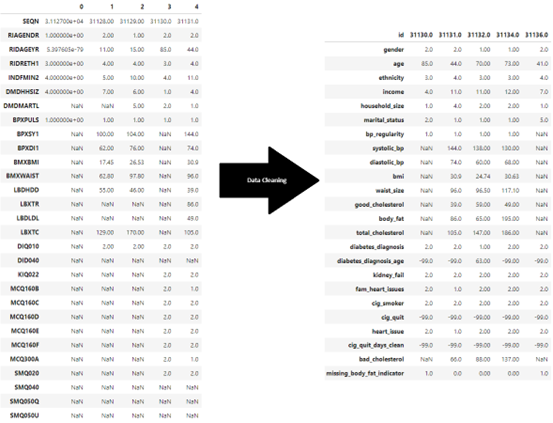 0 1 2 3 4
SEQN 3.112700e+04 31128.00 31129.00 31130.0 31131.0
RIAGENDR 1.000000e+00 2.00 1.00 2.0 2.0
RIDAGEYR 5.397605e-79 11.00 15.00 85.0 44.0
RIDRETH1 3.000000e+00 4.00 4.00 3.0 4.0
INDFMIN2 4.000000e+00 5.00 10.00 4.0 11.0
DMDHHSIZ 4.000000e+00 7.00 6.00 1.0 4.0
DMDMARTL NaN NaN 5.00 2.0 1.0
BPXPULS 1.000000e+00 1.00 1.00 1.0 1.0
BPXSY1 NaN 100.00 104.00 NaN 144.0
BPXDI1 NaN 62.00 76.00 NaN 74.0
BMXBMI NaN 17.45 26.53 NaN 30.9
BMXWAIST NaN 62.80 97.80 NaN 96.0
LBDHDD NaN 55.00 46.00 NaN 39.0
LBXTR NaN NaN NaN NaN 86.0
LBDLDL NaN NaN NaN NaN 49.0
LBXTC NaN 129.00 170.00 NaN 105.0
DIQ010 NaN 2.00 2.00 2.0 2.0
DID040 NaN NaN NaN NaN NaN
KIQ022 NaN NaN NaN 2.0 2.0
MCQ160B NaN NaN NaN 2.0 1.0
MCQ160C NaN NaN NaN 2.0 2.0
MCQ160D NaN NaN NaN 2.0 2.0
MCQ160E NaN NaN NaN 2.0 2.0
MCQ160F NaN NaN NaN 2.0 2.0
MCQ300A NaN NaN NaN 2.0 1.0
SMQ020 NaN NaN NaN 2.0 2.0
SMQ040 NaN NaN NaN NaN NaN
SMQ050Q NaN NaN NaN NaN NaN
SMQ050U NaN NaN NaN NaN NaN
Data Cleaning
id 31130.0 31131.0 31132.0 31134.0 31136.0
gender 2.0 2.0 1.00 1.00 2.0
age 85.0 44.0 70.00 73.00 41.0
ethnicity 3.0 4.0 3.00 3.00 4.0
income 4.0 11.0 11.00 12.00 7.0
household_size 1.0 4.0 2.00 2.00 1.0
marital_status 2.0 1.0 1.00 1.00 5.0
bp_regularity 1.0 1.0 1.00 1.00 NaN
systolic_bp NaN 144.0 138.00 130.00 NaN
diastolic_bp NaN 74.0 60.00 68.00 NaN
bmi NaN 30.9 24.74 30.63 NaN
waist_size NaN 96.0 96.50 117.10 NaN
good_cholesterol NaN 39.0 59.00 49.00 NaN
body_fat NaN 86.0 65.00 195.00 NaN
total_cholesterol NaN 105.0 147.00 186.00 NaN
diabetes_diagnosis 2.0 2.0 1.00 2.00 2.0
diabetes_diagnosis_age -99.0 -99.0 63.00 -99.00 -99.0
kidney_fail 2.0 2.0 2.00 2.00 2.0
fam_heart_issues 2.0 1.0 2.00 2.00 2.0
cig_smoker 2.0 2.0 2.00 2.00 2.0
cig_quit -99.0 -99.0 -99.00 -99.00 -99.0
heart_issue 2.0 1.0 2.00 2.00 2.0
cig_quit_days_clean -99.0 -99.0 -99.00 -99.00 -99.0
bad_cholesterol NaN 66.0 88.00 137.00 NaN
missing_body_fat_indicator 1.0 0.0 0.00 0.00 1.0